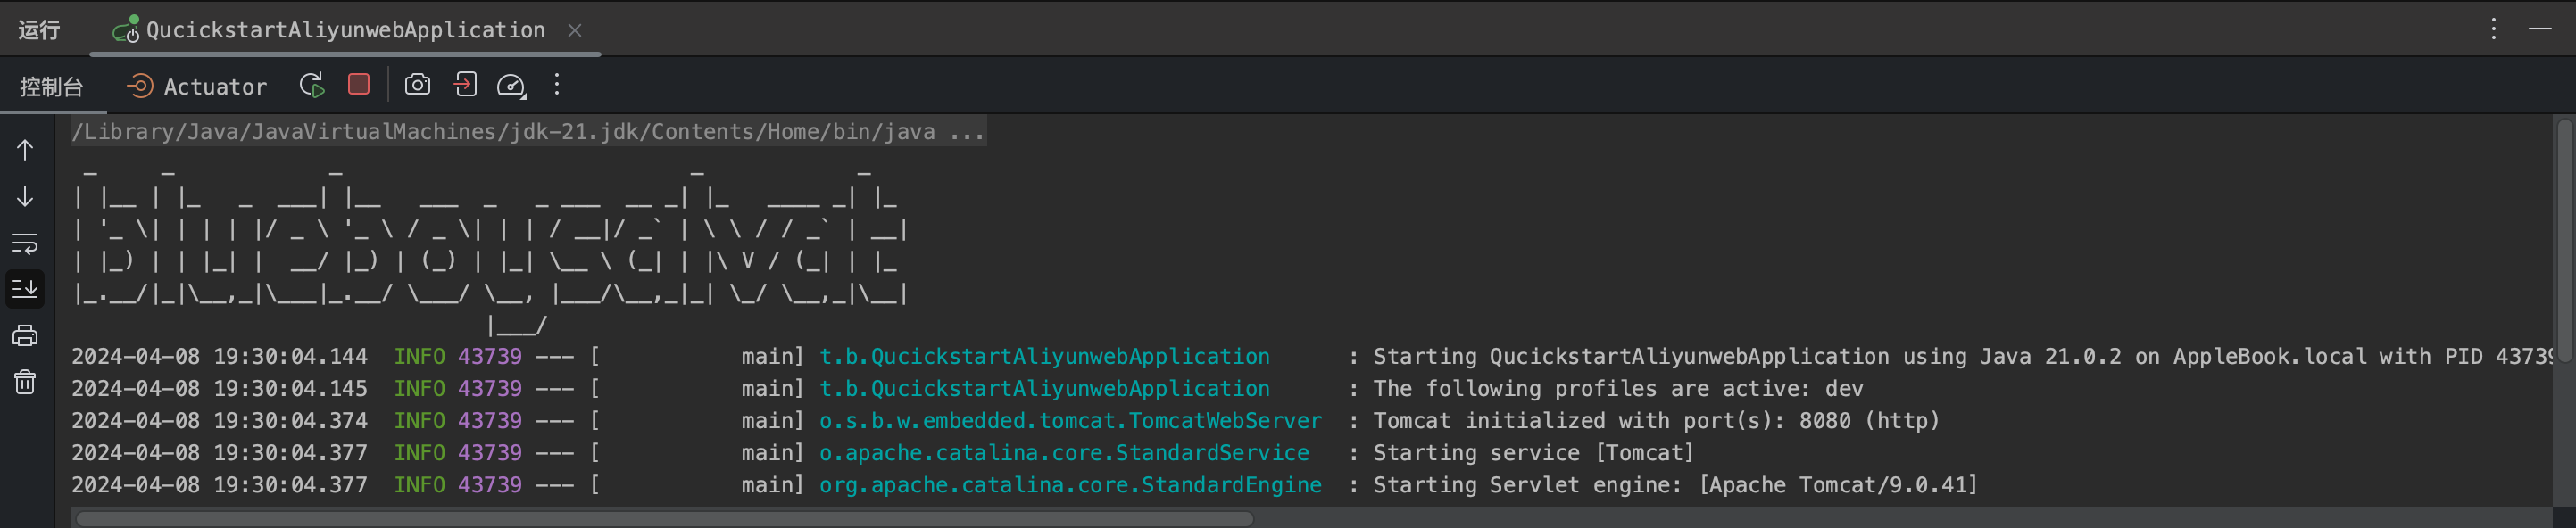 运行 QucickstartAliyunwebApplication
控制台 Actuator
/Library/Java/JavaVirtualMachines/jdk-21.jdk/Contents/Home/bin/java ...
 _     _            _                           _           _
| |__ | |_   _  ___| |__   ___  _   _ ___  __ _| |_   ____ _| |_
| '_ \| | | | |/ _ \ '_ \ / _ \| | | / __|/ _` | \ \ / / _` | __|
| |_) | | |_| |  __/ |_) | (_) | |_| \__ \ (_| | |\ V / (_| | |_
|_.__/|_|\__,_|\___|_.__/ \___/ \__, |___/\__,_|_| \_/ \__,_|\__|
                                |___/
2024-04-08 19:30:04.144  INFO 43739 --- [           main] t.b.QucickstartAliyunwebApplication      : Starting QucickstartAliyunwebApplication using Java 21.0.2 on AppleBook.local with PID 43739
2024-04-08 19:30:04.145  INFO 43739 --- [           main] t.b.QucickstartAliyunwebApplication      : The following profiles are active: dev
2024-04-08 19:30:04.374  INFO 43739 --- [           main] o.s.b.w.embedded.tomcat.TomcatWebServer  : Tomcat initialized with port(s): 8080 (http)
2024-04-08 19:30:04.377  INFO 43739 --- [           main] o.apache.catalina.core.StandardService   : Starting service [Tomcat]
2024-04-08 19:30:04.377  INFO 43739 --- [           main] org.apache.catalina.core.StandardEngine  : Starting Servlet engine: [Apache Tomcat/9.0.41]